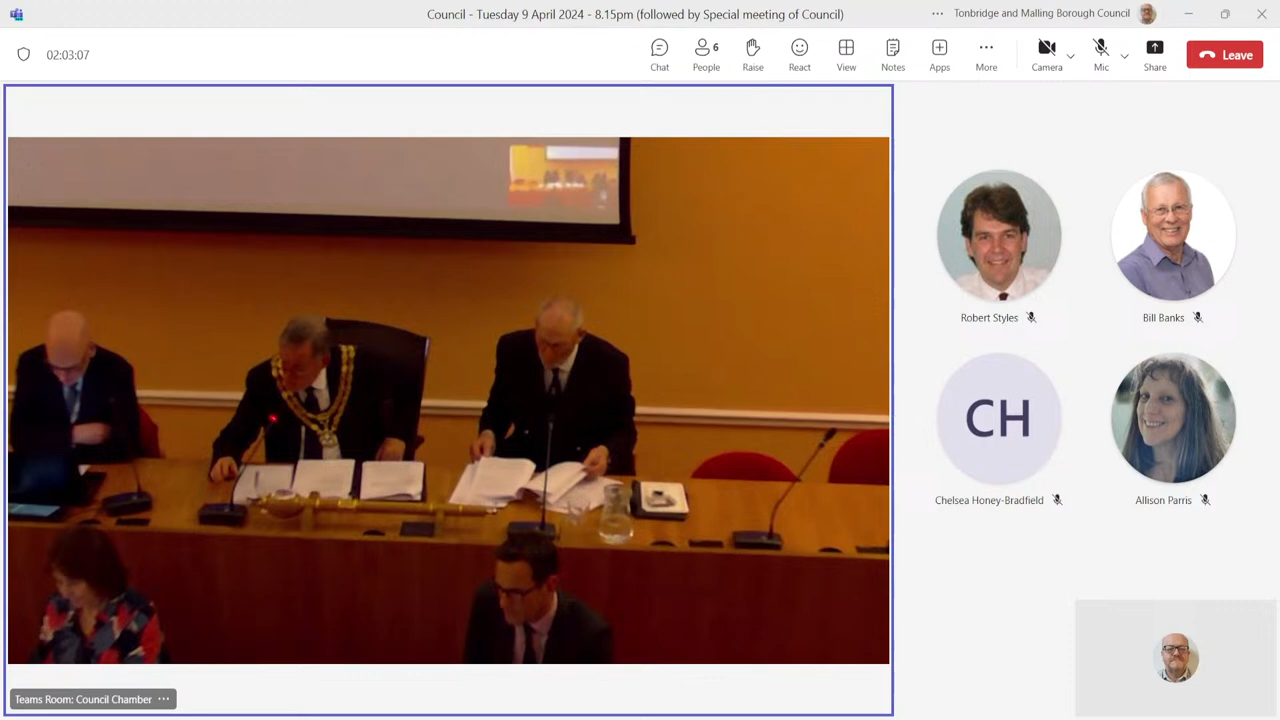 Council - Tuesday 9 April 2024 - 8.15pm (followed by Special meeting of Council)
Tonbridge and Malling Borough Council
02:03:07
Chat
6
People
Raise
React
View
Notes
Apps
More
Camera
Mic
Share
Leave
Robert Styles
Bill Banks
CH
Chelsea Honey-Bradfield
Allison Parris
Teams Room: Council Chamber